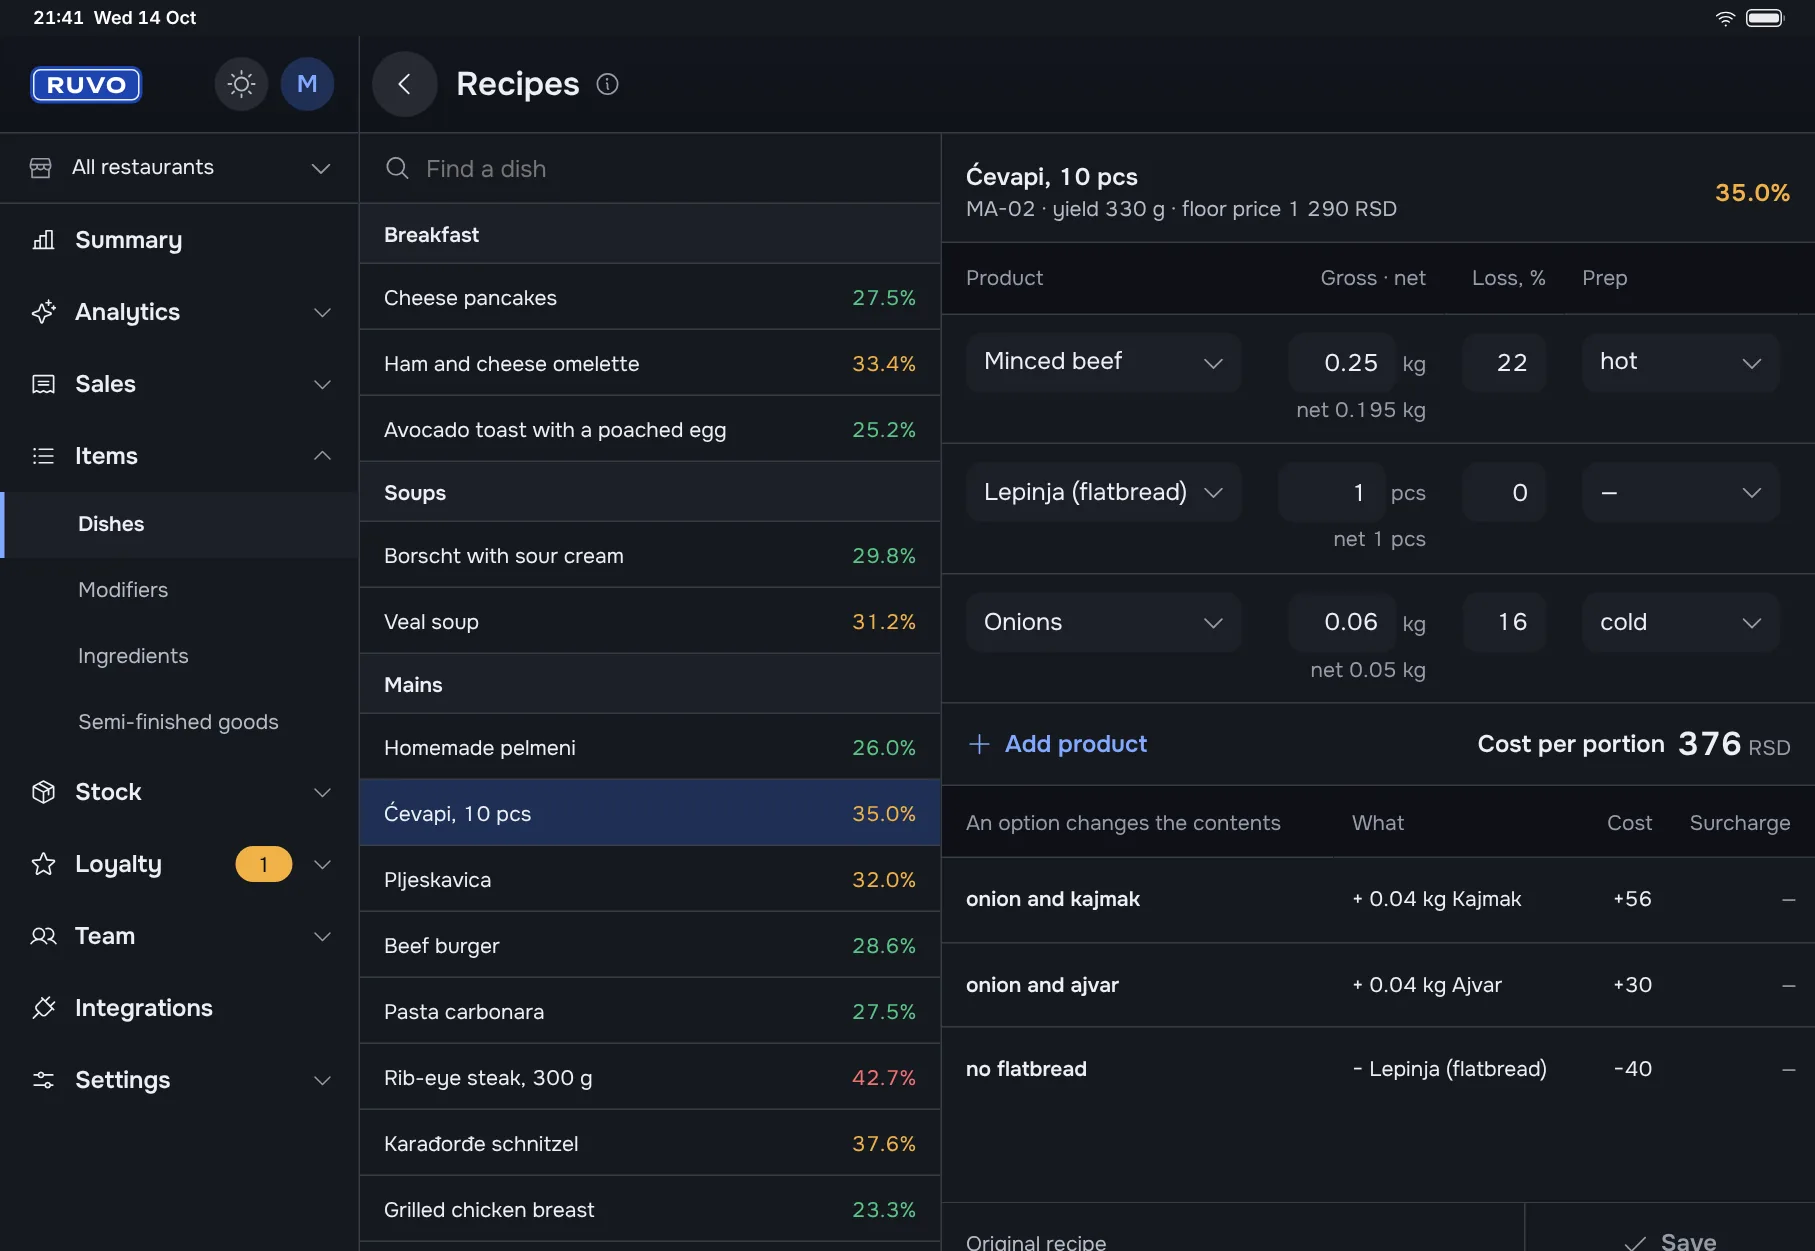 21:41 Wed 14 Oct
RUVO
M
Recipes
All restaurants
Summary
Analytics
Sales
Items
Dishes
Modifiers
Ingredients
Semi-finished goods
Stock
Loyalty 1
Team
Integrations
Settings
Find a dish
Breakfast
Cheese pancakes 27.5%
Ham and cheese omelette 33.4%
Avocado toast with a poached egg 25.2%
Soups
Borscht with sour cream 29.8%
Veal soup 31.2%
Mains
Homemade pelmeni 26.0%
Ćevapi, 10 pcs 35.0%
Pljeskavica 32.0%
Beef burger 28.6%
Pasta carbonara 27.5%
Rib-eye steak, 300 g 42.7%
Karađorđe schnitzel 37.6%
Grilled chicken breast 23.3%
Ćevapi, 10 pcs
MA-02 · yield 330 g · floor price 1 290 RSD
35.0%
Product Gross · net Loss, % Prep
Minced beef 0.25 kg 22 hot
net 0.195 kg
Lepinja (flatbread) 1 pcs 0 –
net 1 pcs
Onions 0.06 kg 16 cold
net 0.05 kg
+ Add product Cost per portion 376 RSD
An option changes the contents What Cost Surcharge
onion and kajmak + 0.04 kg Kajmak +56 –
onion and ajvar + 0.04 kg Ajvar +30 –
no flatbread − Lepinja (flatbread) −40 –
Original recipe Save